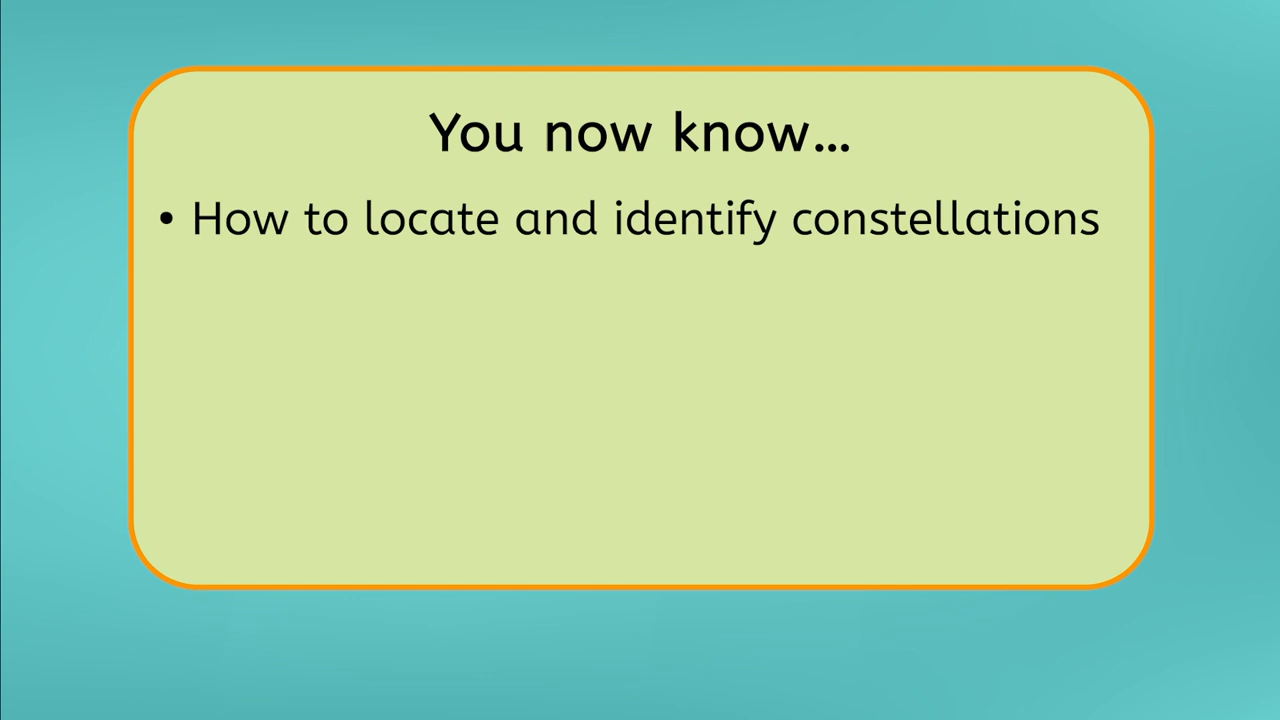 You now know…
• How to locate and identify constellations